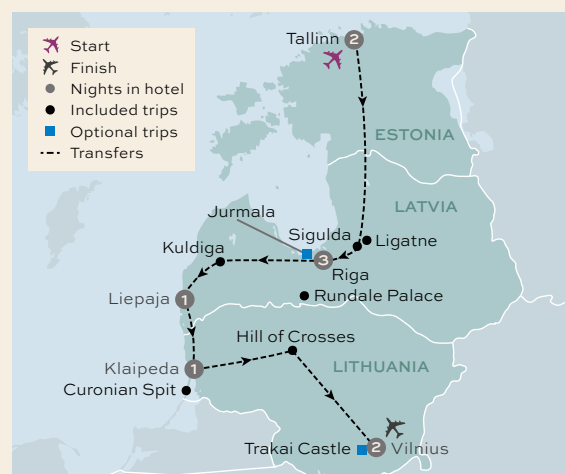 Start
Finish
Nights in hotel
Included trips
Optional trips
Transfers
Tallinn 2
ESTONIA
Jurmala
LATVIA
Sigulda
Ligatne
Kuldiga
3
Riga
Liepaja 1
Rundale Palace
Hill of Crosses
Klaipeda 1
LITHUANIA
Curonian Spit
Trakai Castle 2 Vilnius